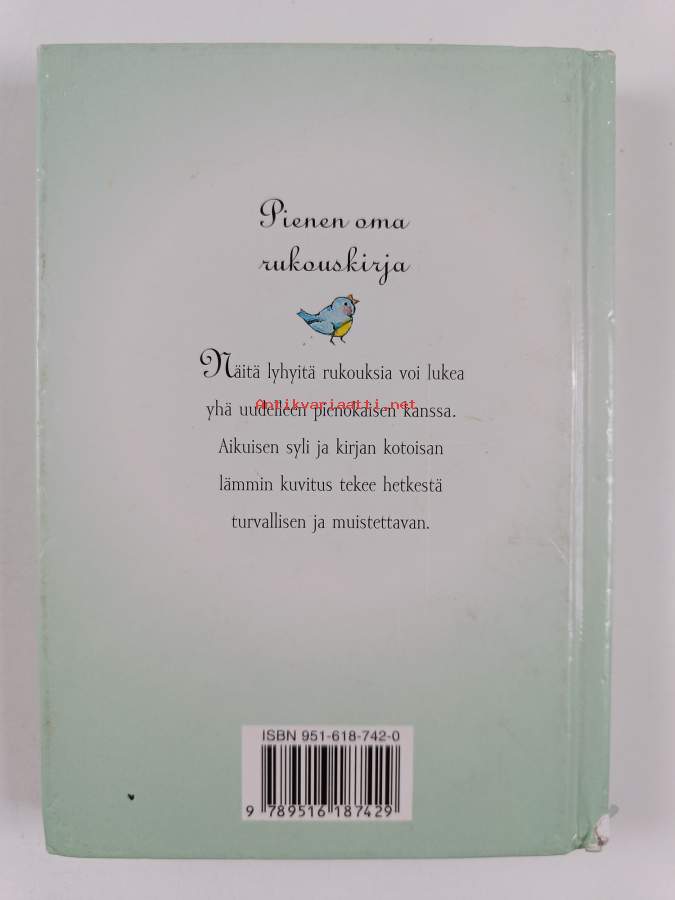 Pienen oma
rukouskirja
Näitä lyhyitä rukouksia voi lukea
Antikvariaatti.net
yhä uudelleen pienokaisen kanssa.
Aikuisen syli ja kirjan kotoisan
lämmin kuvitus tekee hetkestä
turvallisen ja muistettavan.
ISBN 951-618-742-0
9 789516 187429